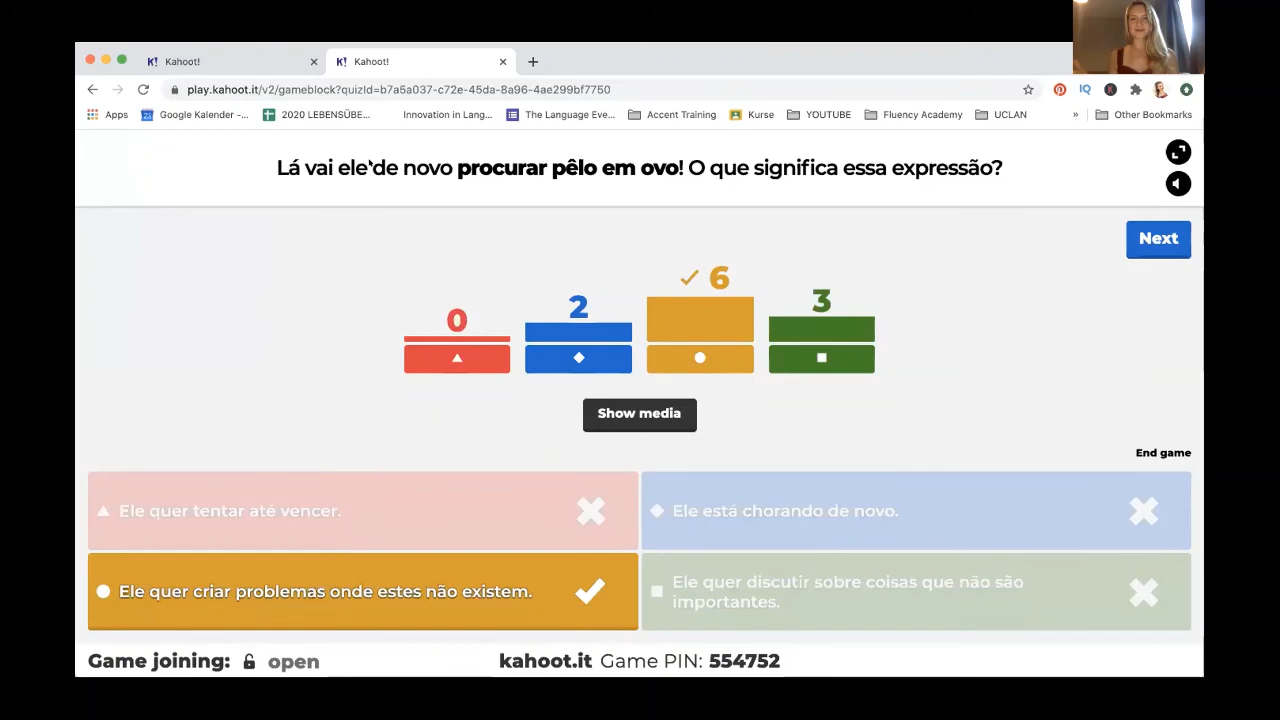 K! Kahoot!
K! Kahoot!
play.kahoot.it/v2/gameblock?quizId=b7a5a037-c72e-45da-8a96-4ae299bf7750
IQ
Apps
Google Kalender -...
2020 LEBENSÜBE...
Innovation in Lang...
The Language Eve...
Accent Training
Kurse
YOUTUBE
Fluency Academy
UCLAN
»
Other Bookmarks
Lá vai ele de novo procurar pêlo em ovo! O que significa essa expressão?
Next
0
2
6
3
Show media
End game
Ele quer tentar até vencer.
Ele está chorando de novo.
Ele quer criar problemas onde estes não existem.
Ele quer discutir sobre coisas que não são
importantes.
Game joining: open
kahoot.it Game PIN: 554752